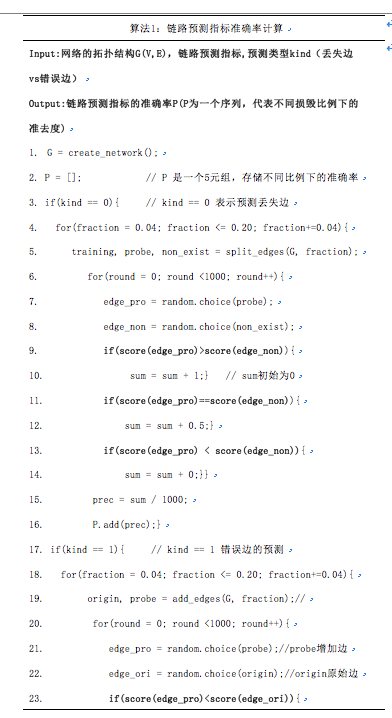 算法1：链路预测指标准确率计算
Input:网络的拓扑结构G(V,E)，链路预测指标,预测类型kind（丢失边
vs错误边）
Output:链路预测指标的准确率P(P为一个序列，代表不同损毁比例下的
准去度）
1. G = create_network();
2. P = []; // P 是一个5元组，存储不同比例下的准确率
3. if(kind == 0){ // kind == 0 表示预测丢失边
4. for(fraction = 0.04; fraction <= 0.20; fraction+=0.04){
5. training, probe, non_exist = split_edges(G, fraction);
6. for(round = 0; round <1000; round++){
7. edge_pro = random.choice(probe);
8. edge_non = random.choice(non_exist);
9. if(score(edge_pro)>score(edge_non)){
10. sum = sum + 1;} // sum初始为0
11. if(score(edge_pro)==score(edge_non)){
12. sum = sum + 0.5;}
13. if(score(edge_pro) < score(edge_non)){
14. sum = sum + 0;}}
15. prec = sum / 1000;
16. P.add(prec);}
17. if(kind == 1){ // kind == 1 错误边的预测
18. for(fraction = 0.04; fraction <= 0.20; fraction+=0.04){
19. origin, probe = add_edges(G, fraction);//
20. for(round = 0; round <1000; round++){
21. edge_pro = random.choice(probe);//probe增加边
22. edge_ori = random.choice(origin);//origin原始边
23. if(score(edge_pro)<score(edge_ori)){